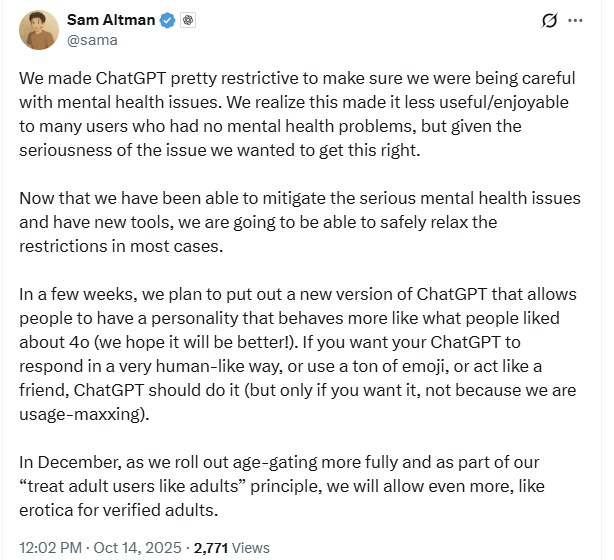 Sam Altman
@sama
We made ChatGPT pretty restrictive to make sure we were being careful
with mental health issues. We realize this made it less useful/enjoyable
to many users who had no mental health problems, but given the
seriousness of the issue we wanted to get this right.
Now that we have been able to mitigate the serious mental health issues
and have new tools, we are going to be able to safely relax the
restrictions in most cases.
In a few weeks, we plan to put out a new version of ChatGPT that allows
people to have a personality that behaves more like what people liked
about 4o (we hope it will be better!). If you want your ChatGPT to
respond in a very human-like way, or use a ton of emoji, or act like a
friend, ChatGPT should do it (but only if you want it, not because we are
usage-maxxing).
In December, as we roll out age-gating more fully and as part of our
“treat adult users like adults” principle, we will allow even more, like
erotica for verified adults.
12:02 PM · Oct 14, 2025 · 2,771 Views